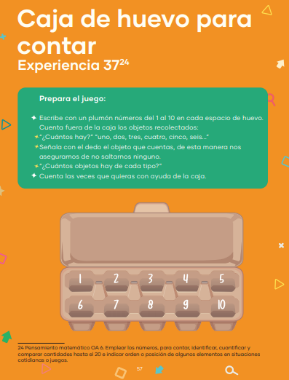 Caja de huevo para
contar
Experiencia 37²⁴
Prepara el juego:
Escribe con un plumón números del 1 al 10 en cada espacio de huevo.
Cuenta fuera de la caja los objetos recolectados:
"¿Cuántos hay?" "uno, dos, tres, cuatro, cinco, seis..."
Señala con el dedo el objeto que cuentas, de esta manera nos
aseguramos de no saltarnos ninguno.
"¿Cuántos objetos hay de cada tipo?"
Cuenta las veces que quieras con ayuda de la caja.
1 2 3 4 5
6 7 8 9 10
24 Pensamiento matemático OA 6. Emplear los números, para contar, identificar, cuantificar y
comparar cantidades hasta el 20 e indicar orden o posición de algunos elementos en situaciones
cotidianas o juegos.
57